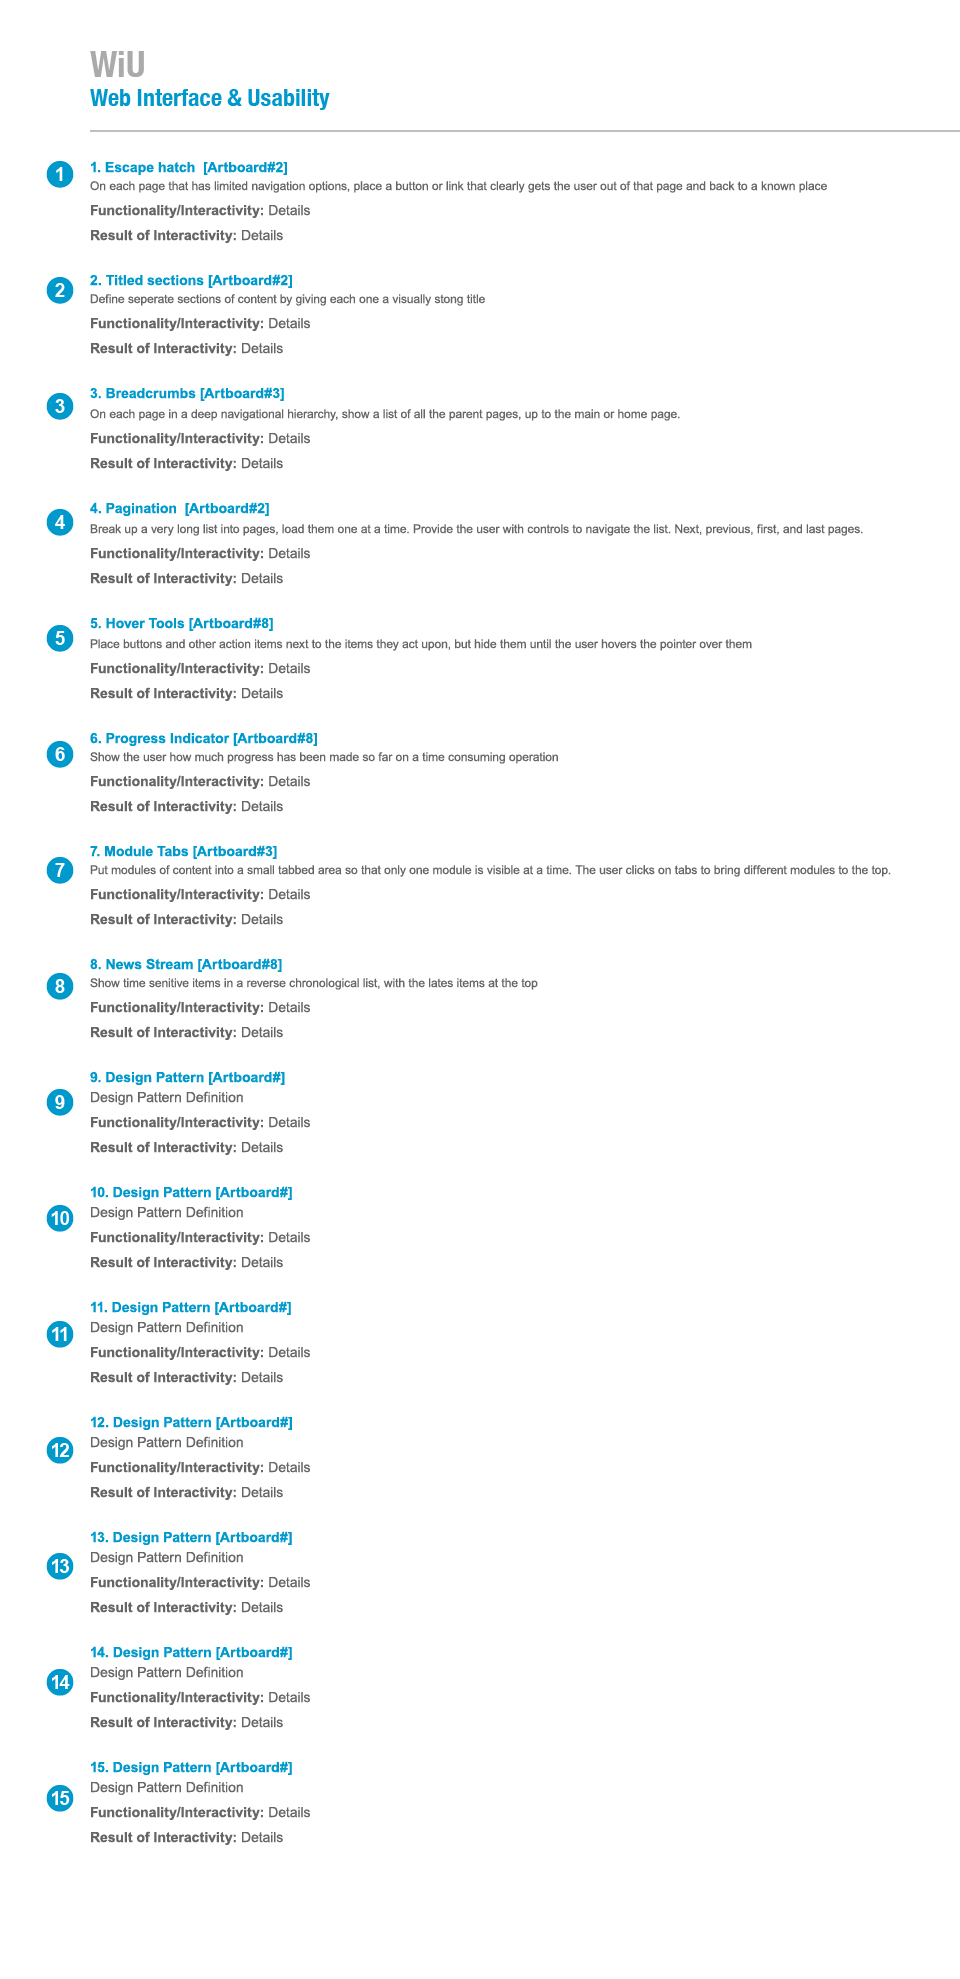 WiU
Web Interface & Usability
1
1. Escape hatch  [Artboard#2]
On each page that has limited navigation options, place a button or link that clearly gets the user out of that page and back to a known place
Functionality/Interactivity: Details
Result of Interactivity: Details
2
2. Titled sections [Artboard#2]
Define seperate sections of content by giving each one a visually stong title
Functionality/Interactivity: Details
Result of Interactivity: Details
3
3. Breadcrumbs [Artboard#3]
On each page in a deep navigational hierarchy, show a list of all the parent pages, up to the main or home page.
Functionality/Interactivity: Details
Result of Interactivity: Details
4
4. Pagination  [Artboard#2]
Break up a very long list into pages, load them one at a time. Provide the user with controls to navigate the list. Next, previous, first, and last pages.
Functionality/Interactivity: Details
Result of Interactivity: Details
5
5. Hover Tools [Artboard#8]
Place buttons and other action items next to the items they act upon, but hide them until the user hovers the pointer over them
Functionality/Interactivity: Details
Result of Interactivity: Details
6
6. Progress Indicator [Artboard#8]
Show the user how much progress has been made so far on a time consuming operation
Functionality/Interactivity: Details
Result of Interactivity: Details
7
7. Module Tabs [Artboard#3]
Put modules of content into a small tabbed area so that only one module is visible at a time. The user clicks on tabs to bring different modules to the top.
Functionality/Interactivity: Details
Result of Interactivity: Details
8
8. News Stream [Artboard#8]
Show time senitive items in a reverse chronological list, with the lates items at the top
Functionality/Interactivity: Details
Result of Interactivity: Details
9
9. Design Pattern [Artboard#]
Design Pattern Definition
Functionality/Interactivity: Details
Result of Interactivity: Details
10
10. Design Pattern [Artboard#]
Design Pattern Definition
Functionality/Interactivity: Details
Result of Interactivity: Details
11
11. Design Pattern [Artboard#]
Design Pattern Definition
Functionality/Interactivity: Details
Result of Interactivity: Details
12
12. Design Pattern [Artboard#]
Design Pattern Definition
Functionality/Interactivity: Details
Result of Interactivity: Details
13
13. Design Pattern [Artboard#]
Design Pattern Definition
Functionality/Interactivity: Details
Result of Interactivity: Details
14
14. Design Pattern [Artboard#]
Design Pattern Definition
Functionality/Interactivity: Details
Result of Interactivity: Details
15
15. Design Pattern [Artboard#]
Design Pattern Definition
Functionality/Interactivity: Details
Result of Interactivity: Details